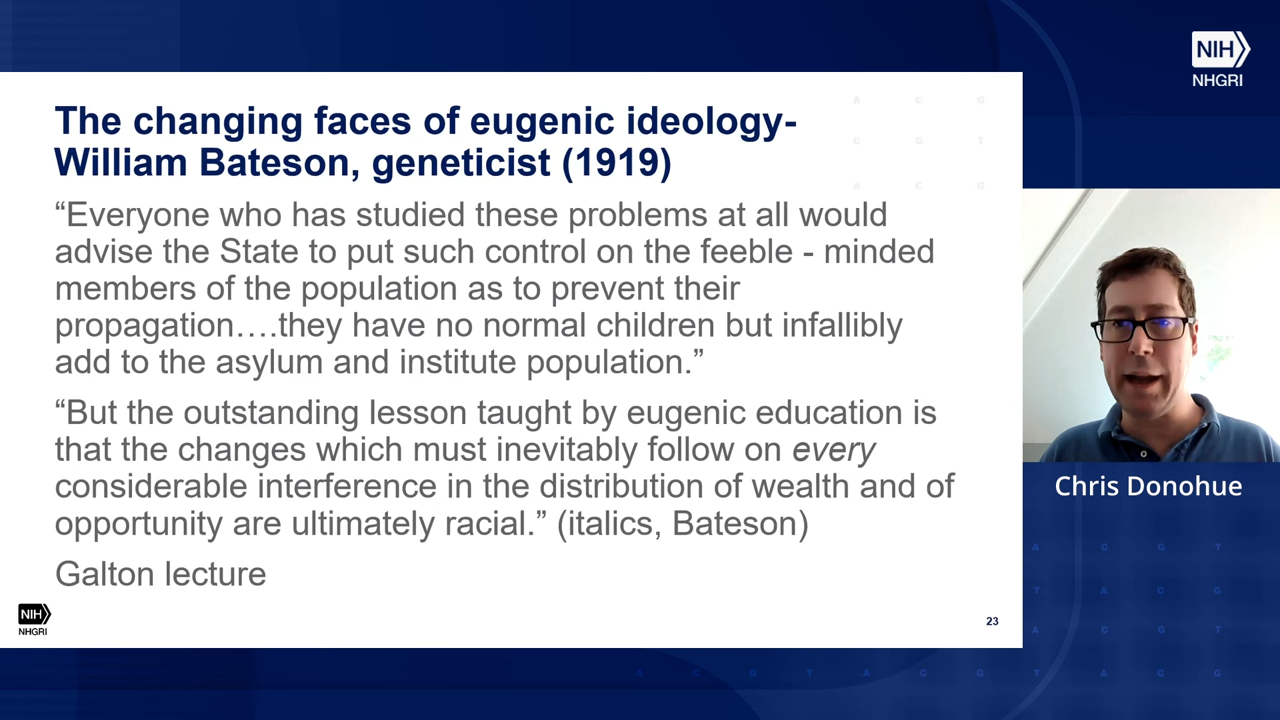 NIH
NHGRI
The changing faces of eugenic ideology-
William Bateson, geneticist (1919)
“Everyone who has studied these problems at all would
advise the State to put such control on the feeble - minded
members of the population as to prevent their
propagation….they have no normal children but infallibly
add to the asylum and institute population.”
“But the outstanding lesson taught by eugenic education is
that the changes which must inevitably follow on every
considerable interference in the distribution of wealth and of
opportunity are ultimately racial.” (italics, Bateson)
Galton lecture
NIH
NHGRI
23
Chris Donohue
A C G
C G T
A C G
A C G T
T A C G
T A C G
A C G T A C G T A C G